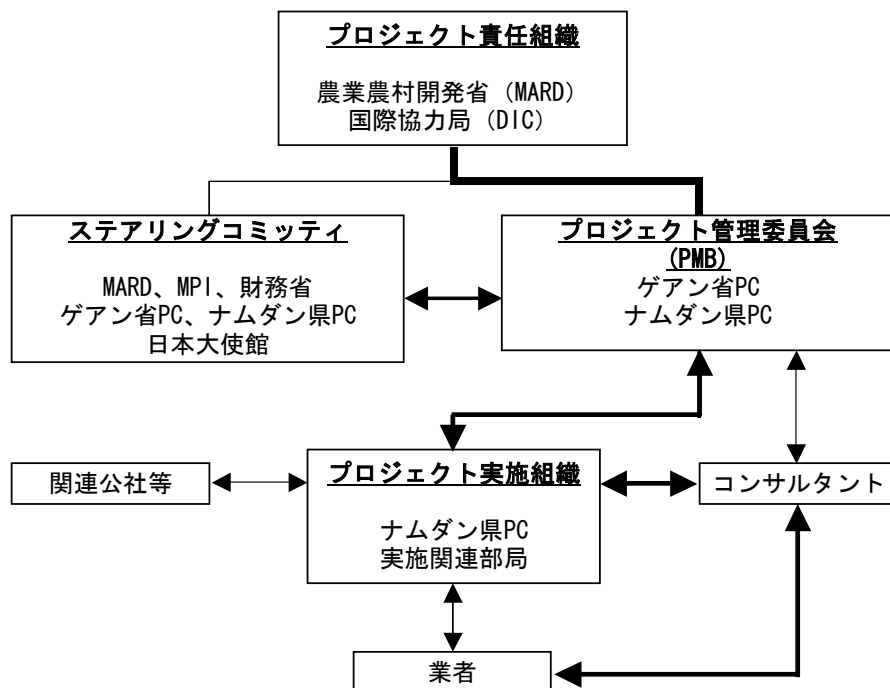 プロジェクト責任組織
農業農村開発省 (MARD)
国際協力局 (DIC)
ステアリングコミッティ
MARD、MPI、財務省
ゲアン省PC、ナムダン県PC
日本大使館
プロジェクト管理委員会
(PMB)
ゲアン省PC
ナムダン県PC
関連公社等
プロジェクト実施組織
ナムダン県PC
実施関連部局
コンサルタント
業者